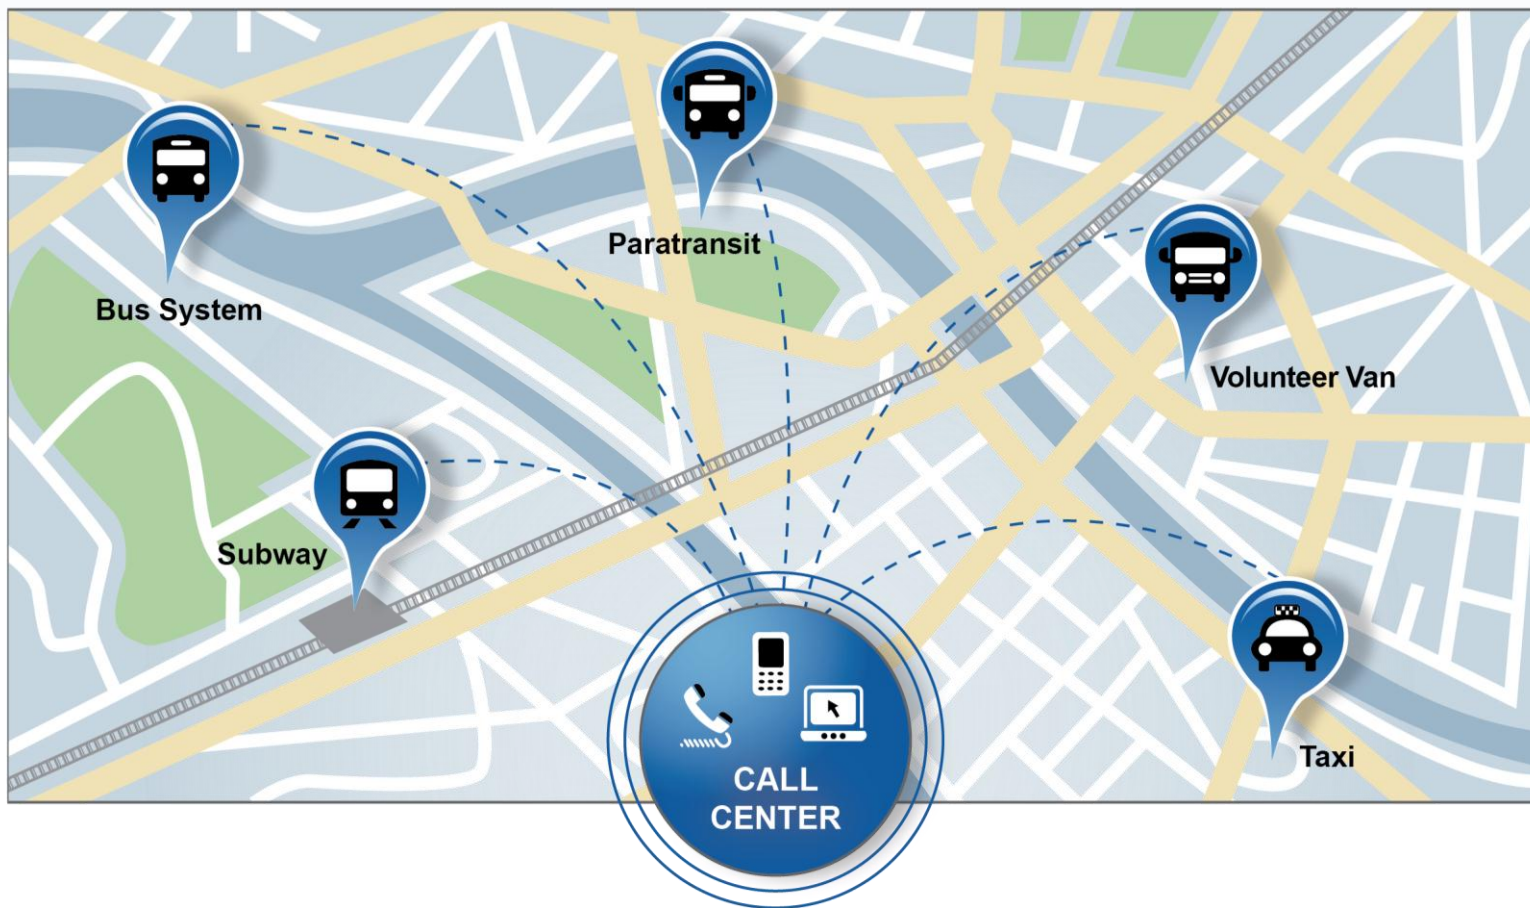 Paratransit
Bus System
Volunteer Van
Subway
Taxi
CALL
CENTER